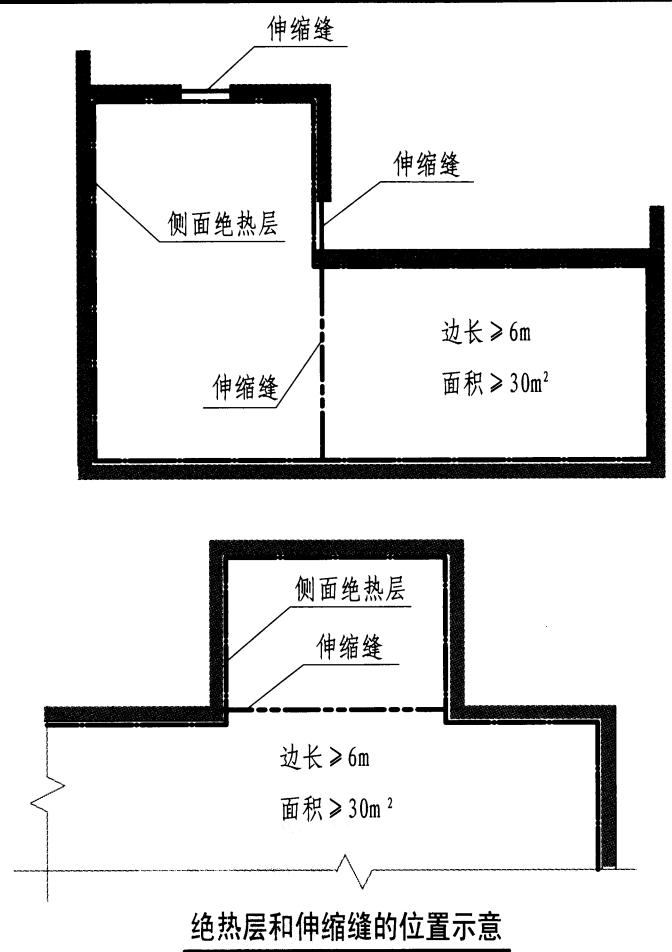 伸缩缝
伸缩缝
侧面绝热层
边长≥6m
伸缩缝
面积≥30m²
侧面绝热层
伸缩缝
边长≥6m
面积≥30m²
绝热层和伸缩缝的位置示意